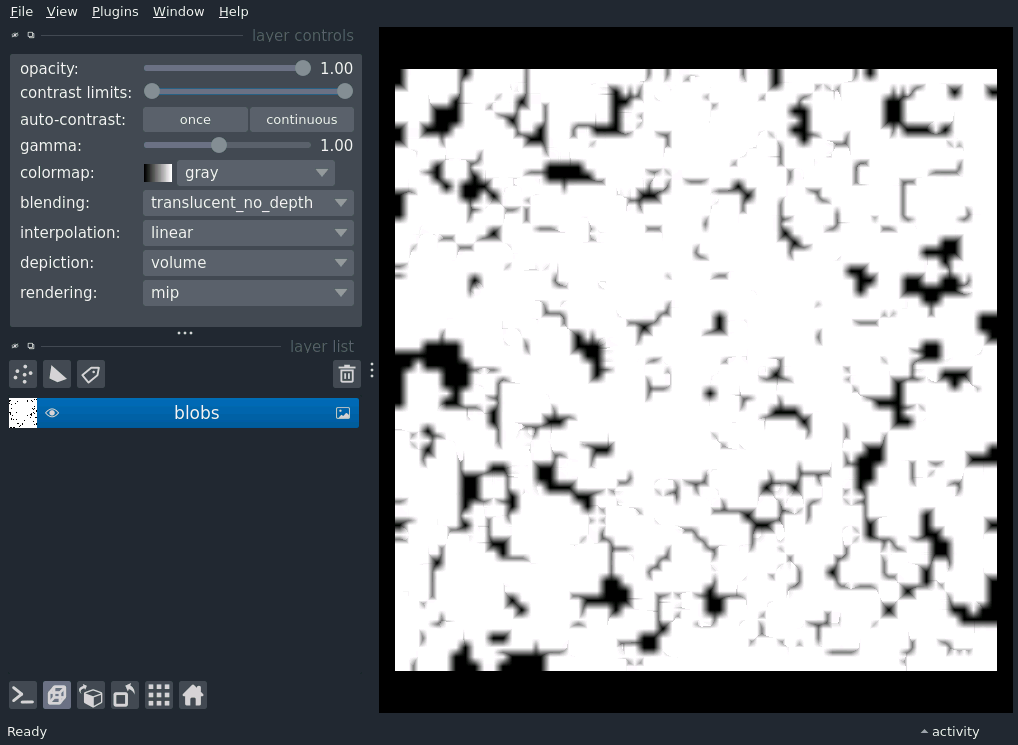 File View Plugins Window Help
layer controls
opacity: 1.00
contrast limits:
auto-contrast: once continuous
gamma: 1.00
colormap: gray
blending: translucent_no_depth
interpolation: linear
depiction: volume
rendering: mip
layer list
blobs
Ready activity